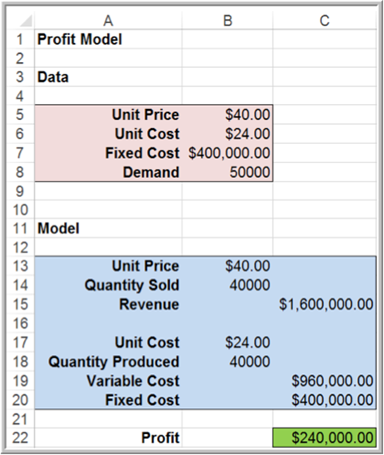 A B C
1 Profit Model
2
3 Data
4
5 Unit Price $40.00
6 Unit Cost $24.00
7 Fixed Cost $400,000.00
8 Demand 50000
9
10
11 Model
12
13 Unit Price $40.00
14 Quantity Sold 40000
15 Revenue $1,600,000.00
16
17 Unit Cost $24.00
18 Quantity Produced 40000
19 Variable Cost $960,000.00
20 Fixed Cost $400,000.00
21
22 Profit $240,000.00